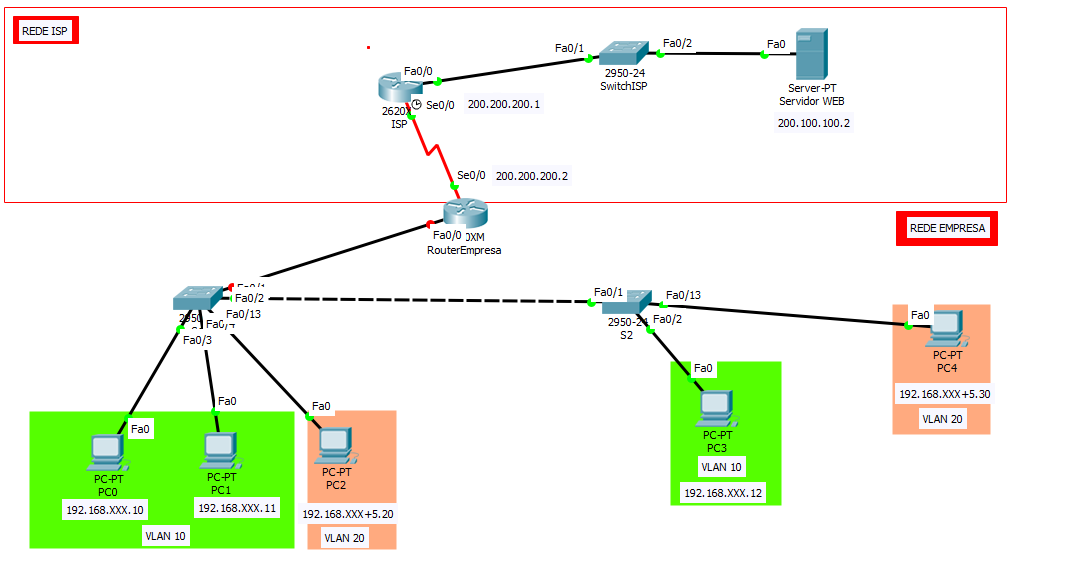 REDE ISP
Fa0/0
Fa0/1
Fa0/2
Fa0
2950-24
SwitchISP
Server-PT
Servidor WEB
200.100.100.2
ISP
Se0/0
200.200.200.1
Se0/0
200.200.200.2
REDE EMPRESA
Fa0/0
RouterEmpresa
Fa0/2
Fa0/13
Fa0/3
Fa0/1
Fa0/13
Fa0/2
2950-24
S2
Fa0
PC-PT
PC4
192.168.XXX+5.30
VLAN 20
Fa0
PC-PT
PC3
VLAN 10
192.168.XXX.12
Fa0
PC-PT
PC0
192.168.XXX.10
Fa0
PC-PT
PC1
192.168.XXX.11
VLAN 10
Fa0
PC-PT
PC2
192.168.XXX+5.20
VLAN 20